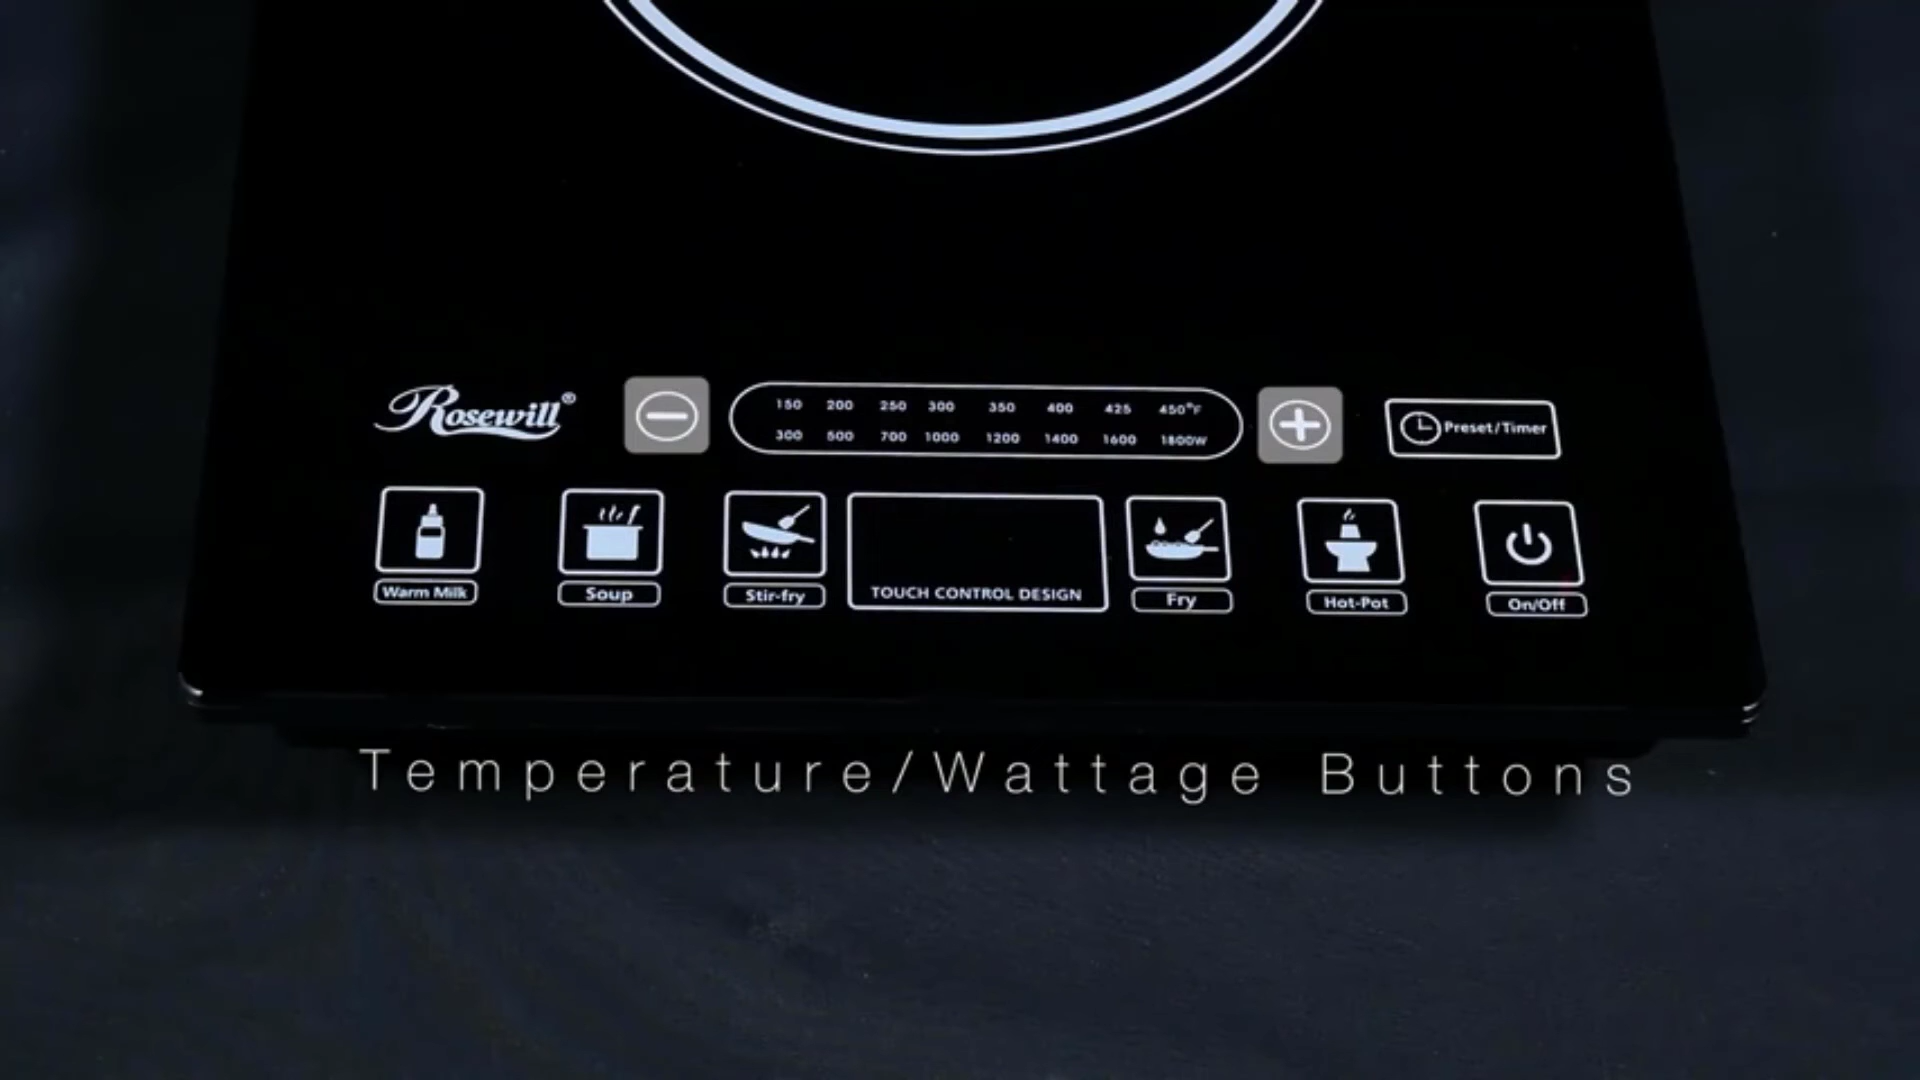 Rosewill®
150 200 250 300 350 400 425 450°F
300 500 700 1000 1200 1400 1600 1800W
Preset/Timer
Warm Milk
Soup
Stir-fry
TOUCH CONTROL DESIGN
Fry
Hot-Pot
On/Off
Temperature/Wattage Buttons